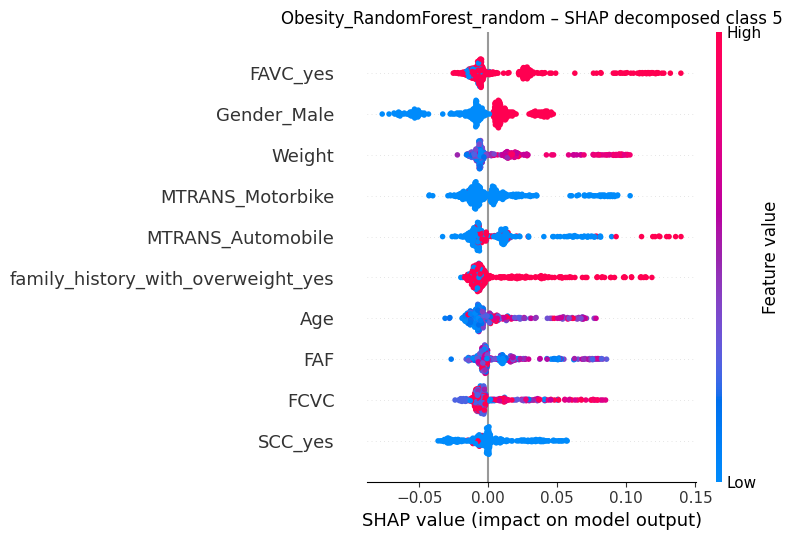 Obesity_RandomForest_random – SHAP decomposed class 5
High
FAVC_yes
Gender_Male
Weight
MTRANS_Motorbike
MTRANS_Automobile
family_history_with_overweight_yes
Age
FAF
FCVC
SCC_yes
Feature value
Low
−0.05 0.00 0.05 0.10 0.15
SHAP value (impact on model output)